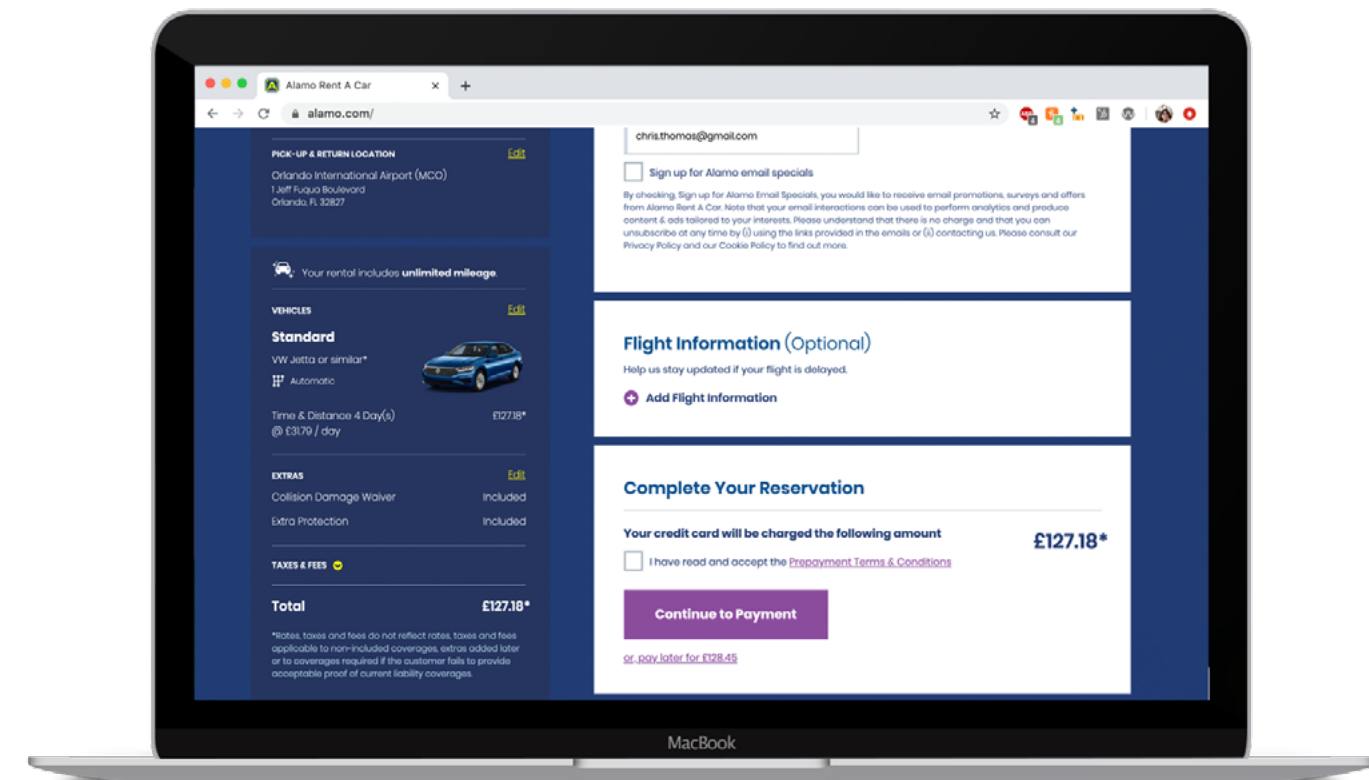 Alamo Rent A Car
alamo.com/
PICK-UP & RETURN LOCATION Edit
Orlando International Airport (MCO)
1 Jeff Fuqua Boulevard
Orlando, FL 32827
Your rental includes unlimited mileage.
VEHICLES Edit
Standard
VW Jetta or similar*
Automatic
Time & Distance 4 Day(s) £127.18*
@ £31.79 / day
EXTRAS Edit
Collision Damage Waiver Included
Extra Protection Included
TAXES & FEES
Total £127.18*
*Rates, taxes and fees do not reflect rates, taxes and fees
applicable to non-included coverages, extras added later
or to coverages required if the customer fails to provide
acceptable proof of current liability coverages.
chris.thomas@gmail.com
Sign up for Alamo email specials
By checking, Sign up for Alamo Email Specials, you would like to receive email promotions, surveys and offers
from Alamo Rent A Car. Note that your email interactions can be used to perform analytics and produce
content & ads tailored to your interests. Please understand that there is no charge and that you can
unsubscribe at any time by (i) using the links provided in the emails or (ii) contacting us. Please consult our
Privacy Policy and our Cookie Policy to find out more.
Flight Information (Optional)
Help us stay updated if your flight is delayed.
Add Flight Information
Complete Your Reservation
Your credit card will be charged the following amount £127.18*
I have read and accept the Prepayment Terms & Conditions
Continue to Payment
or, pay later for £128.45
MacBook